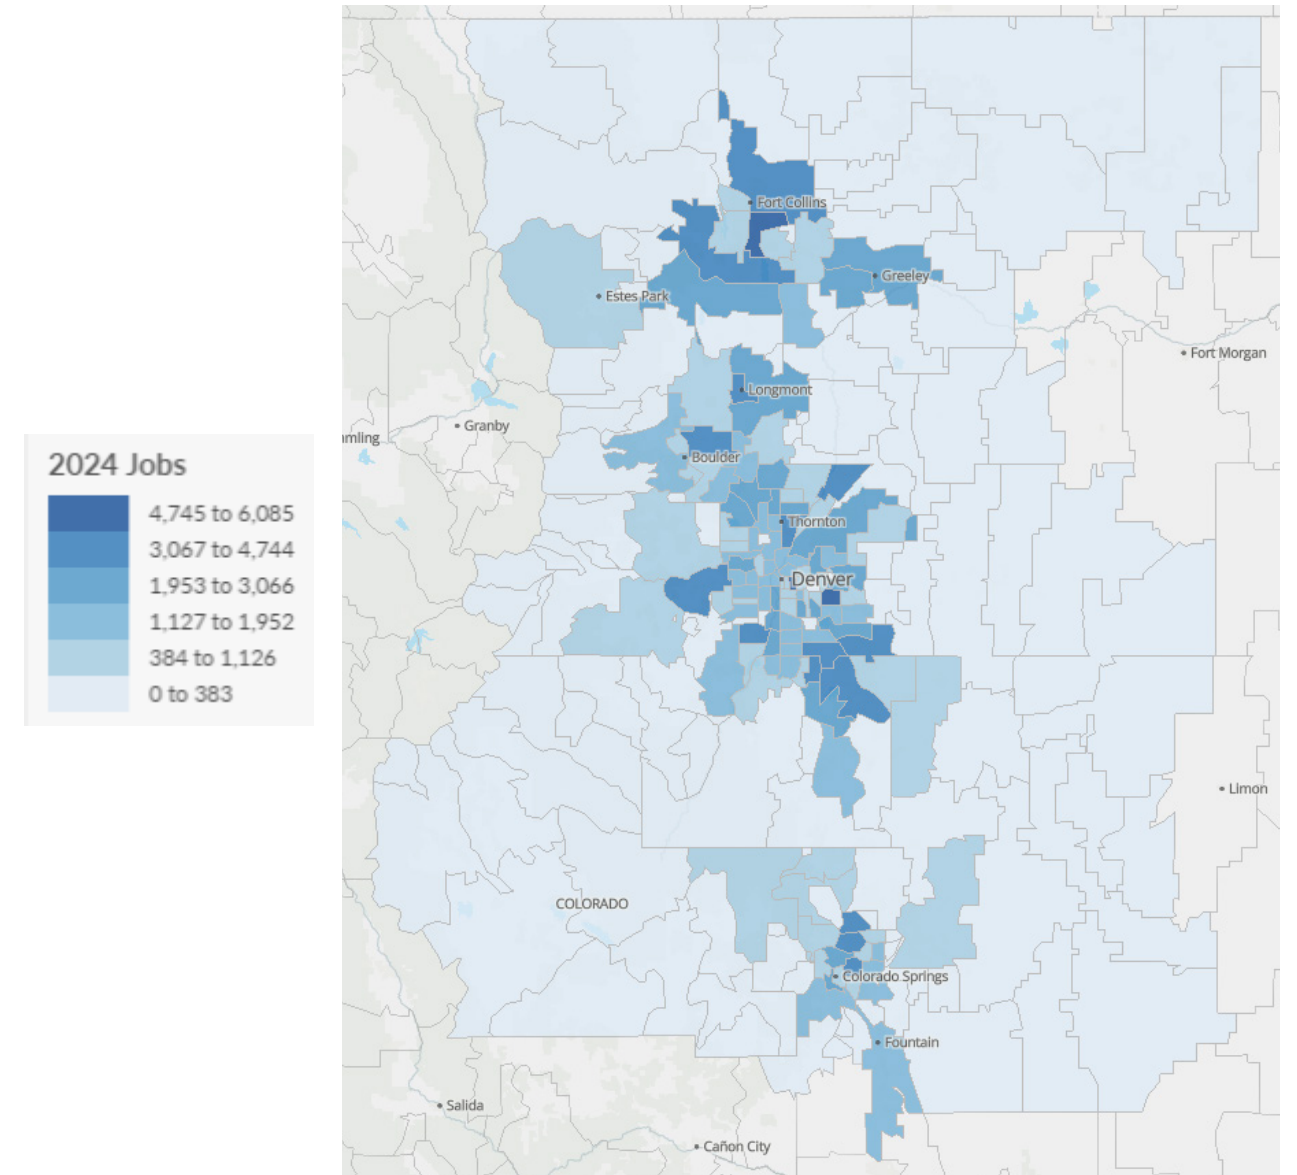 2024 Jobs
4,745 to 6,085
3,067 to 4,744
1,953 to 3,066
1,127 to 1,952
384 to 1,126
0 to 383
Fort Collins
Greeley
Estes Park
Fort Morgan
Longmont
Granby
mling
Boulder
Thornton
Denver
Limon
COLORADO
Colorado Springs
Fountain
Salida
Cañon City